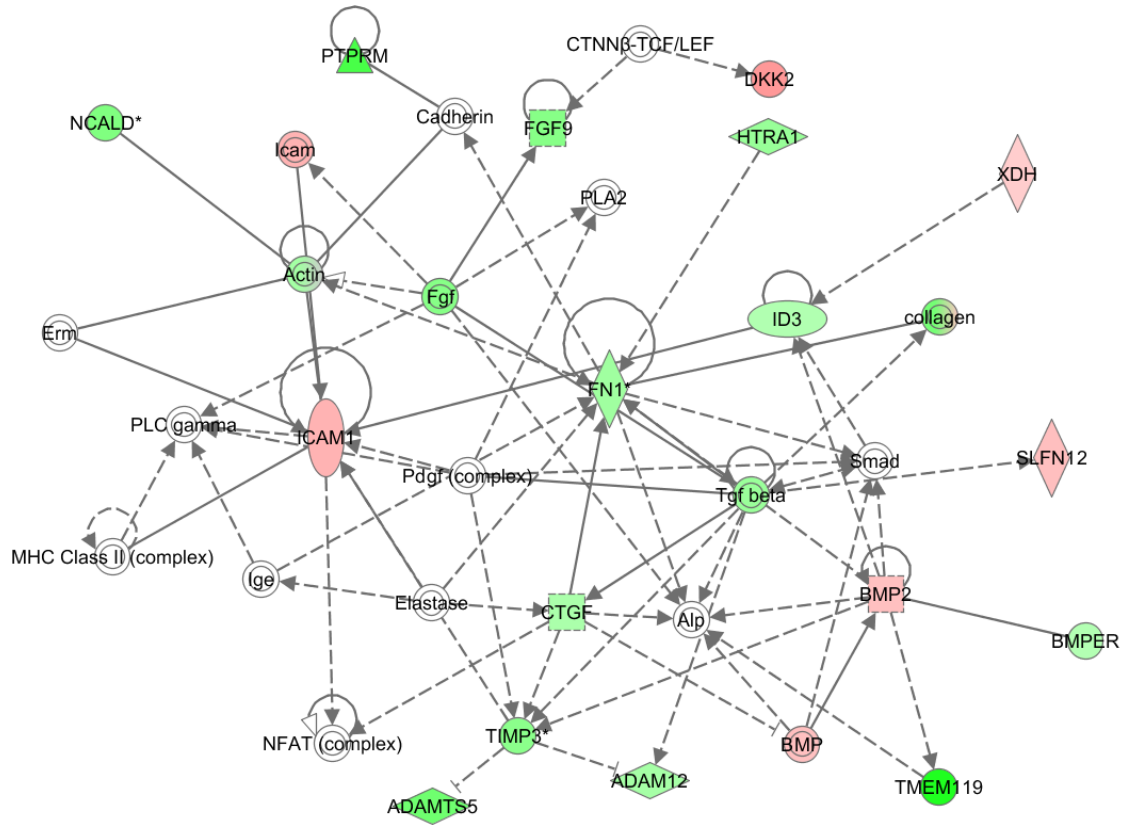 CTNNβ-TCF/LEF
PTPRM
DKK2
Cadherin
NCALD*
FGF9
HTRA1
Icam
XDH
PLA2
Actin
Fgf
Erm
ID3
collagen
FN1*
PLC gamma
ICAM1
Smad
SLFN12
Pdgf (complex)
Tgf beta
MHC Class II (complex)
Ige
Elastase
CTGF
Alp
BMP2
BMPER
NFAT (complex)
TIMP3*
BMP
ADAM12
TMEM119
ADAMTS5